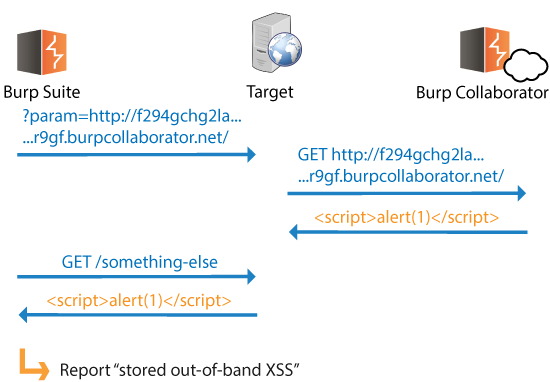 Burp Suite
Target
Burp Collaborator
?param=http://f294gchg2la...
...r9gf.burpcollaborator.net/
GET http://f294gchg2la...
...r9gf.burpcollaborator.net/
<script>alert(1)</script>
GET /something-else
<script>alert(1)</script>
Report “stored out-of-band XSS”